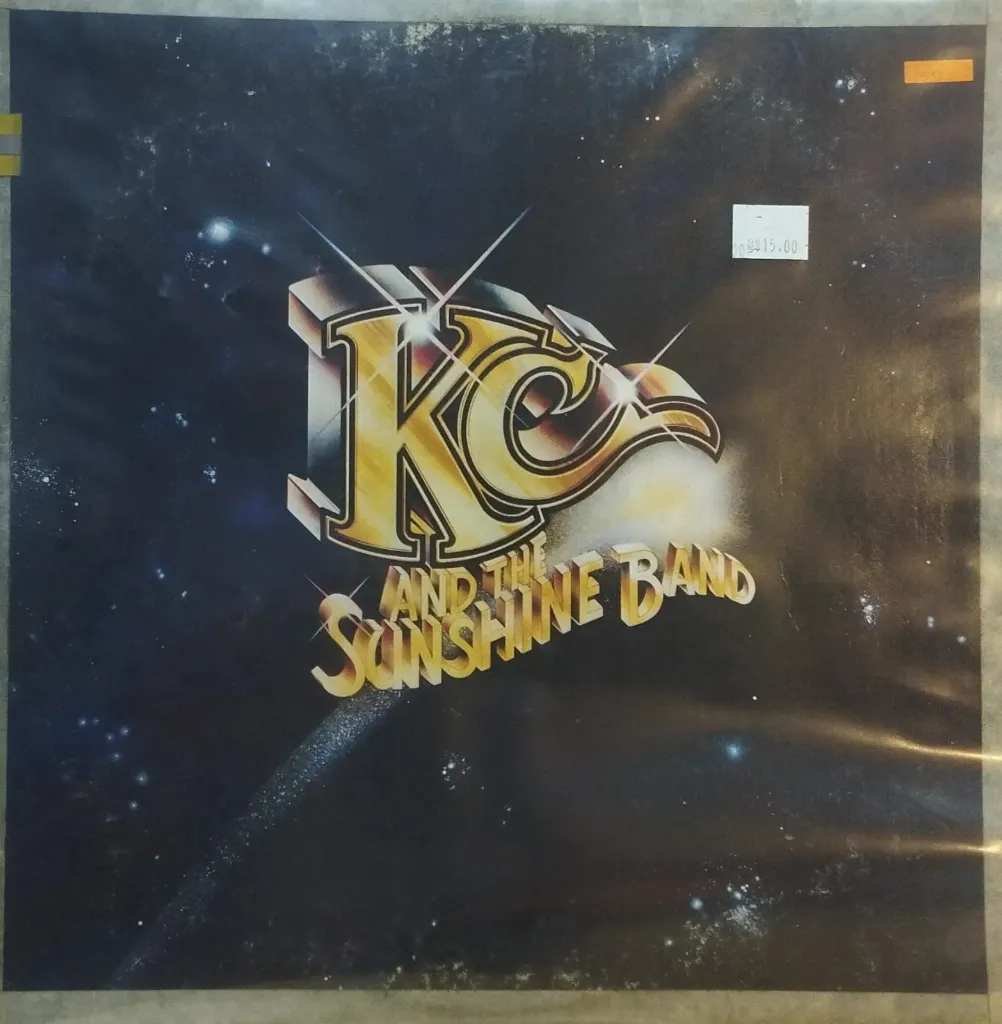 $15.00
KC
AND THE
SUNSHINE BAND